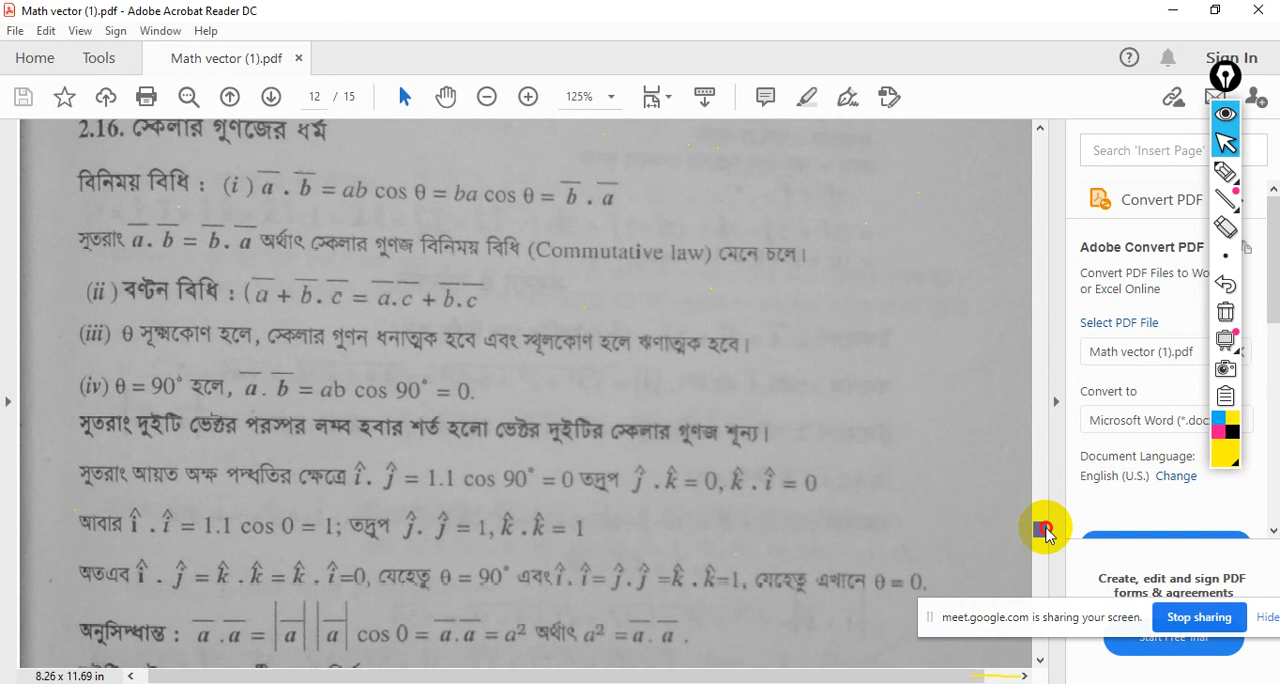 Math vector (1).pdf - Adobe Acrobat Reader DC
File Edit View Sign Window Help
Home Tools Math vector (1).pdf × Sign In
12 / 15 125%
2.16. স্কেলার গুণজের ধর্ম
বিনিময় বিধি : (i) a̅ . b̅ = ab cos θ = ba cos θ = b̅ . a̅
সুতরাং a̅. b̅ = b̅. a̅ অর্থাৎ স্কেলার গুণজ বিনিময় বিধি (Commutative law) মেনে চলে।
(ii) বণ্টন বিধি : (a̅ + b̅. c̅ = a̅.c̅ + b̅.c̅
(iii) θ সূক্ষ্মকোণ হলে, স্কেলার গুণন ধনাত্মক হবে এবং স্থূলকোণ হলে ঋণাত্মক হবে।
(iv) θ = 90° হলে, a̅. b̅ = ab cos 90° = 0.
সুতরাং দুইটি ভেক্টর পরস্পর লম্ব হবার শর্ত হলো ভেক্টর দুইটির স্কেলার গুণজ শূন্য।
সুতরাং আয়ত অক্ষ পদ্ধতির ক্ষেত্রে î. ĵ = 1.1 cos 90° = 0 তদ্রূপ ĵ .k̂ = 0, k̂ . î = 0
আবার î . î = 1.1 cos 0 = 1; তদ্রূপ ĵ. ĵ = 1, k̂ . k̂ = 1
অতএব î . ĵ = k̂ . k̂ = k̂ . î=0, যেহেতু θ = 90° এবং î. î= ĵ. ĵ =k̂. k̂=1, যেহেতু এখানে θ = 0.
অনুসিদ্ধান্ত : a̅ .a̅ = |a̅| |a̅| cos 0 = a̅.a̅ = a² অর্থাৎ a² = a̅. a̅ .
8.26 x 11.69 in
Search 'Insert Page'
Convert PDF
Adobe Convert PDF
Convert PDF Files to Wo
or Excel Online
Select PDF File
Math vector (1).pdf
Convert to
Microsoft Word (*.doc
Document Language:
English (U.S.) Change
Create, edit and sign PDF
forms & agreements
Start Free Trial
meet.google.com is sharing your screen. Stop sharing Hide